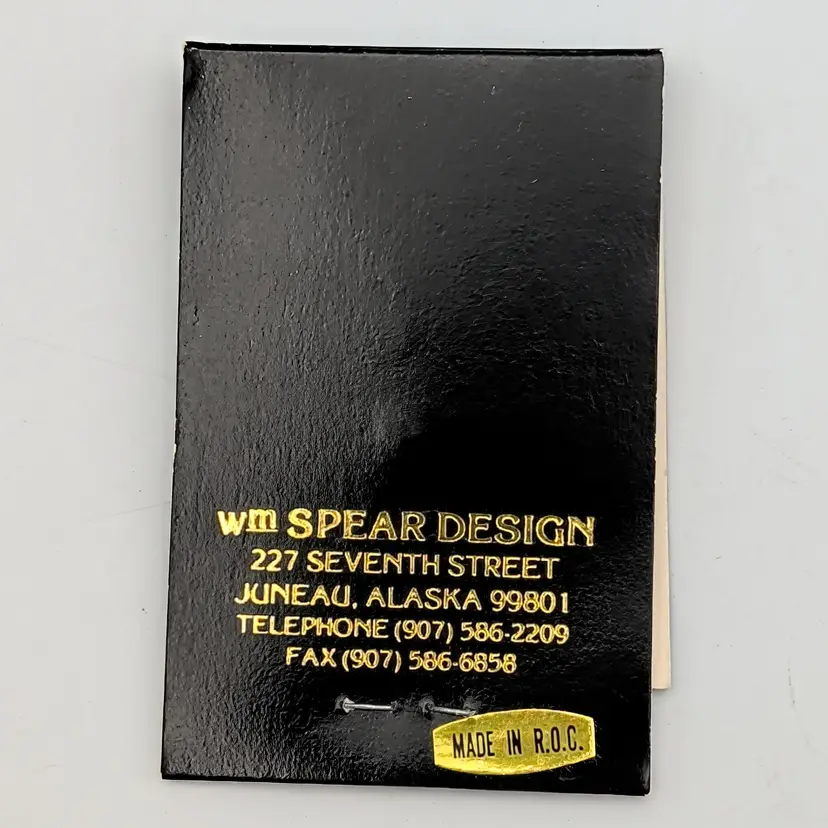 wm SPEAR DESIGN
227 SEVENTH STREET
JUNEAU, ALASKA 99801
TELEPHONE (907) 586-2209
FAX (907) 586-6858
MADE IN R.O.C.